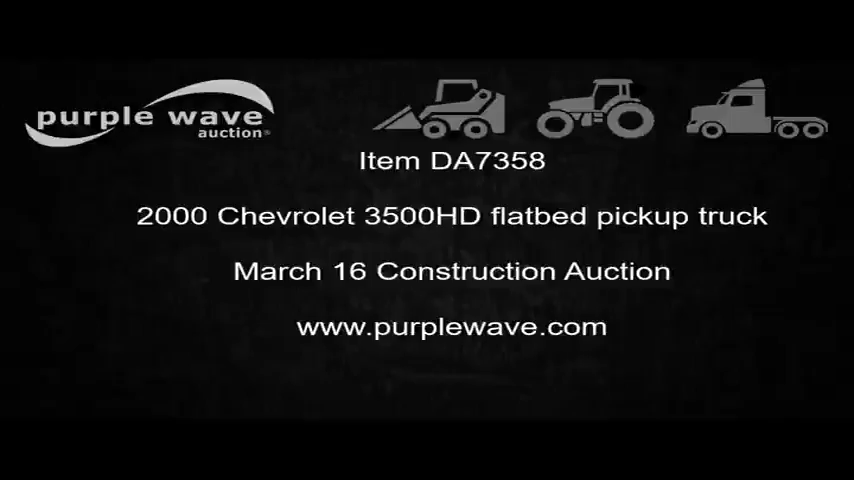 purple wave
auction®
Item DA7358
2000 Chevrolet 3500HD flatbed pickup truck
March 16 Construction Auction
www.purplewave.com